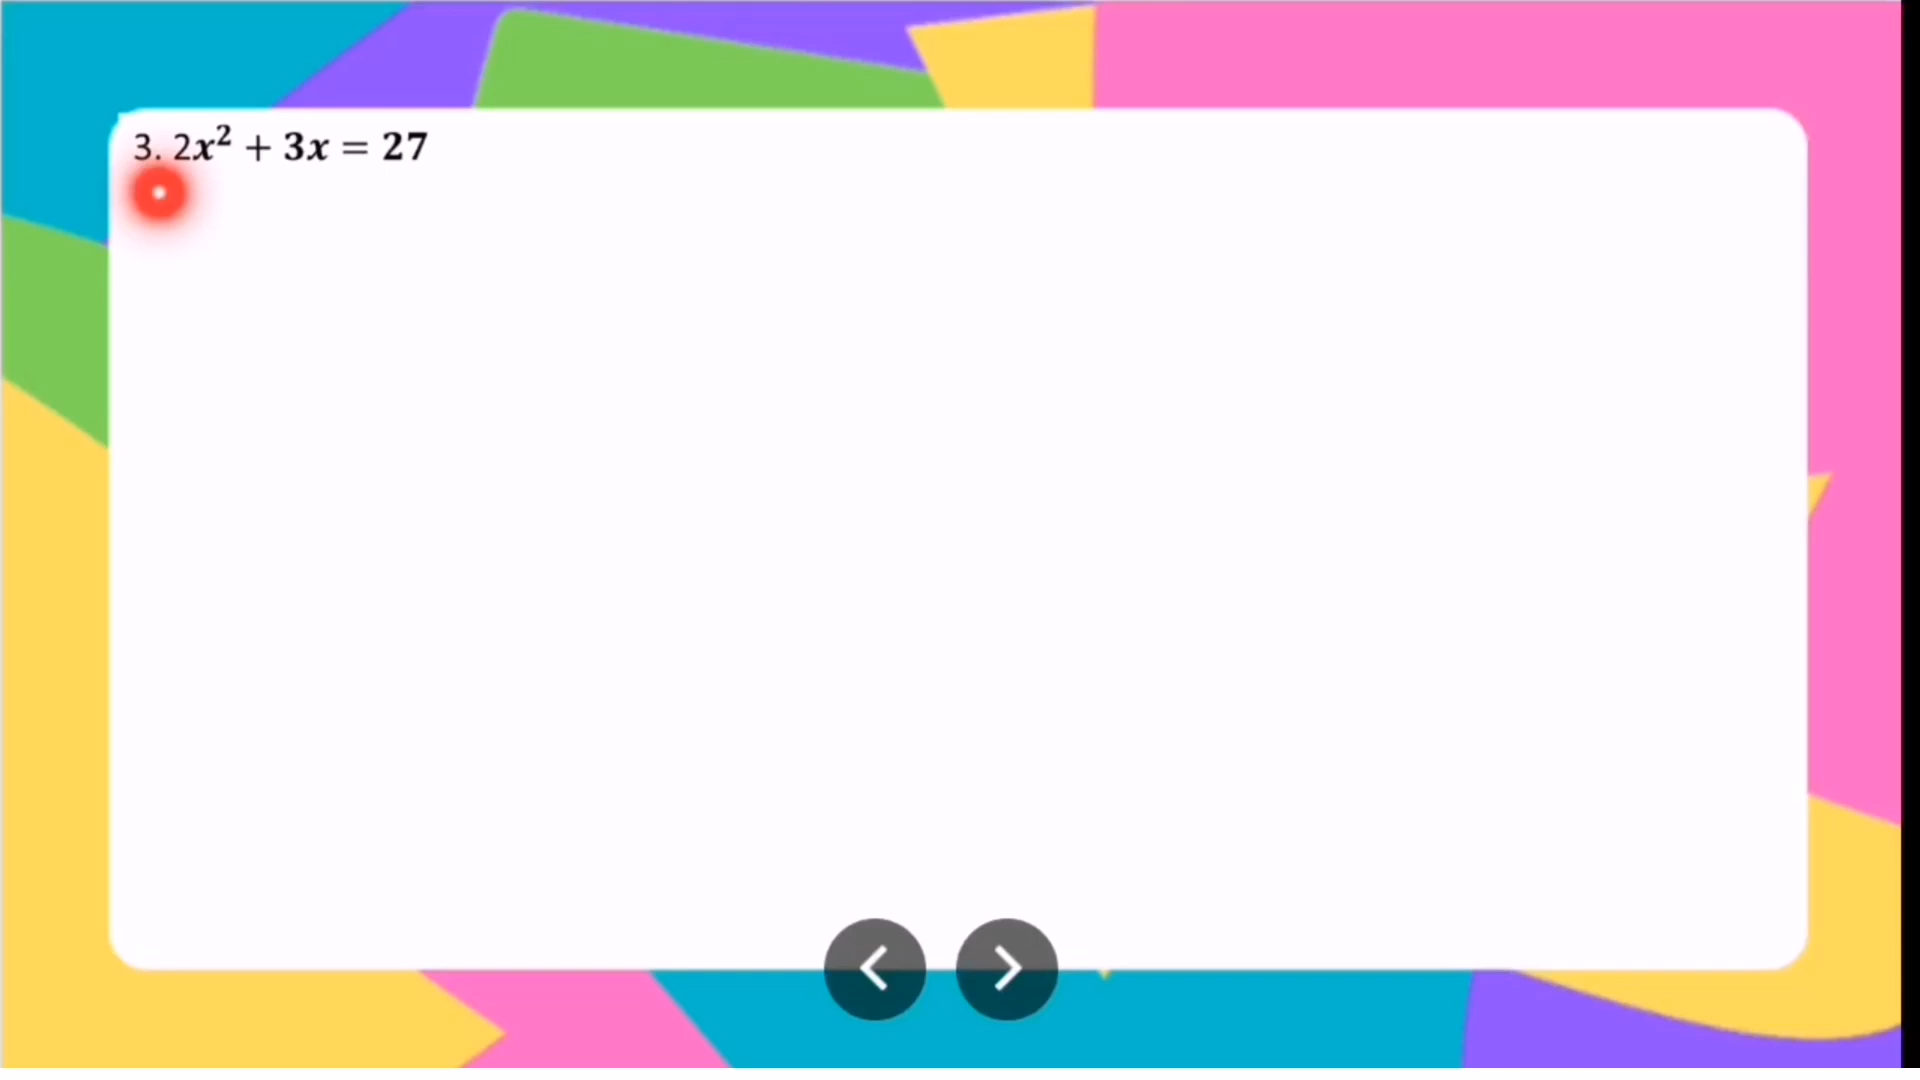 3. 2x² + 3x = 27